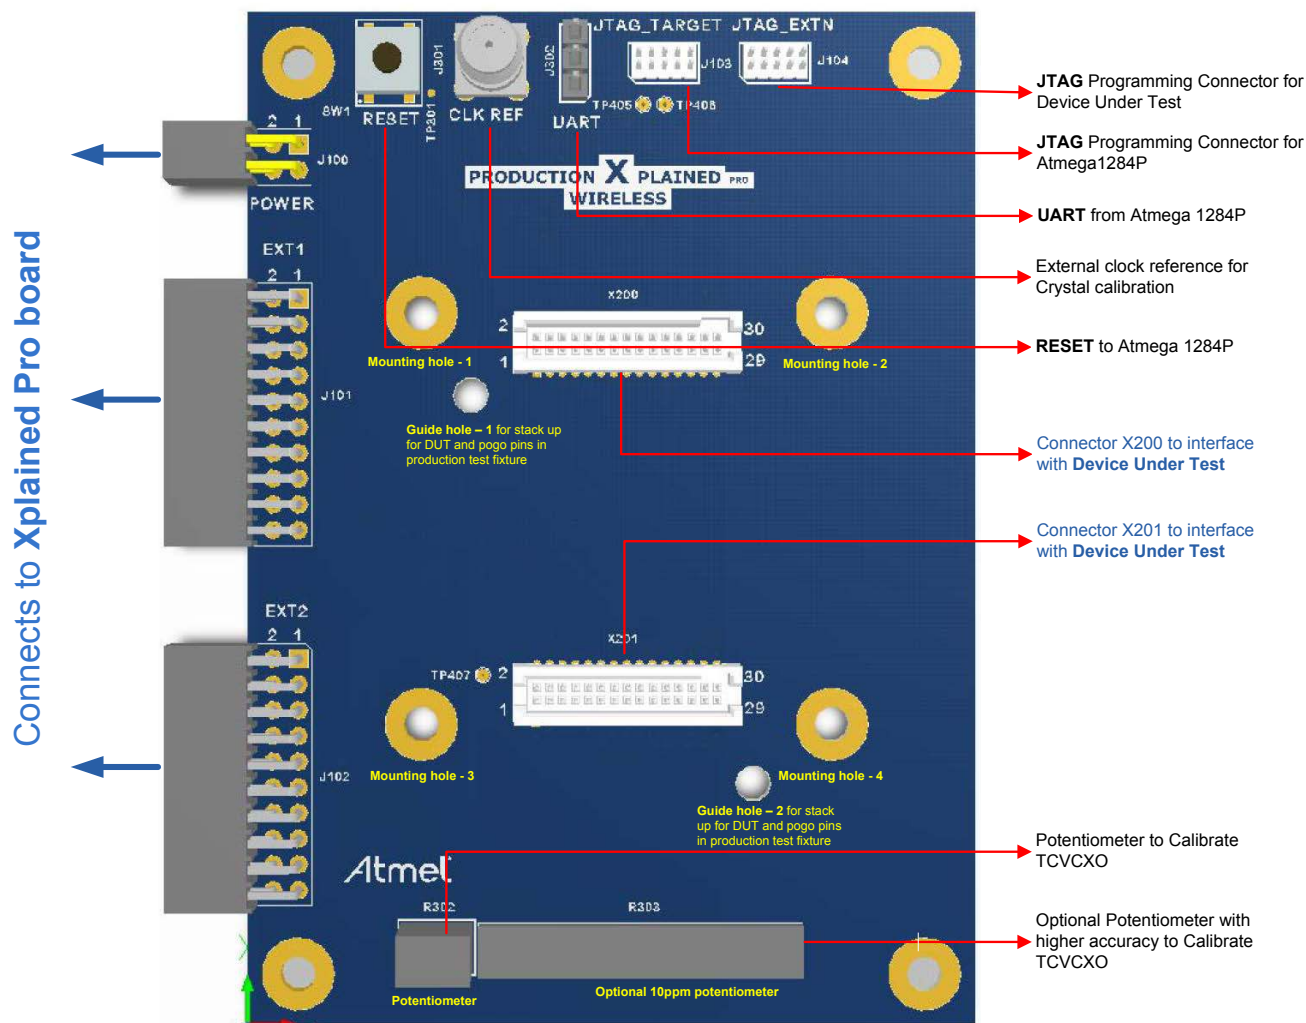 JTAG_TARGET JTAG_EXTN
J301
J302
J103
J104
SW1
RESET
TP301
CLK REF
UART
TP405
TP406
2 1
J100
POWER
PRODUCTION X PLAINED PRO
WIRELESS
JTAG Programming Connector for
Device Under Test
JTAG Programming Connector for
Atmega1284P
UART from Atmega 1284P
External clock reference for
Crystal calibration
RESET to Atmega 1284P
Connector X200 to interface
with Device Under Test
Connector X201 to interface
with Device Under Test
Potentiometer to Calibrate
TCVCXO
Optional Potentiometer with
higher accuracy to Calibrate
TCVCXO
Connects to Xplained Pro board
EXT1
2 1
J101
X200
2
30
1
29
Mounting hole - 1
Mounting hole - 2
Guide hole – 1 for stack up
for DUT and pogo pins in
production test fixture
EXT2
2 1
J102
X201
TP407
2
30
1
29
Mounting hole - 3
Mounting hole - 4
Guide hole – 2 for stack
up for DUT and pogo pins
in production test fixture
Atmel
R302
R303
Potentiometer
Optional 10ppm potentiometer